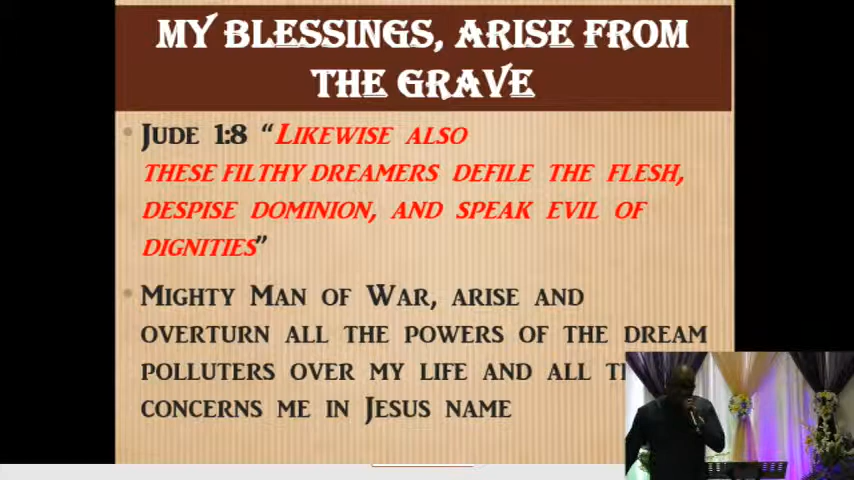 MY BLESSINGS, ARISE FROM
THE GRAVE
JUDE 1:8 “LIKEWISE ALSO
THESE FILTHY DREAMERS DEFILE THE FLESH,
DESPISE DOMINION, AND SPEAK EVIL OF
DIGNITIES”
MIGHTY MAN OF WAR, ARISE AND
OVERTURN ALL THE POWERS OF THE DREAM
POLLUTERS OVER MY LIFE AND ALL
CONCERNS ME IN JESUS NAME